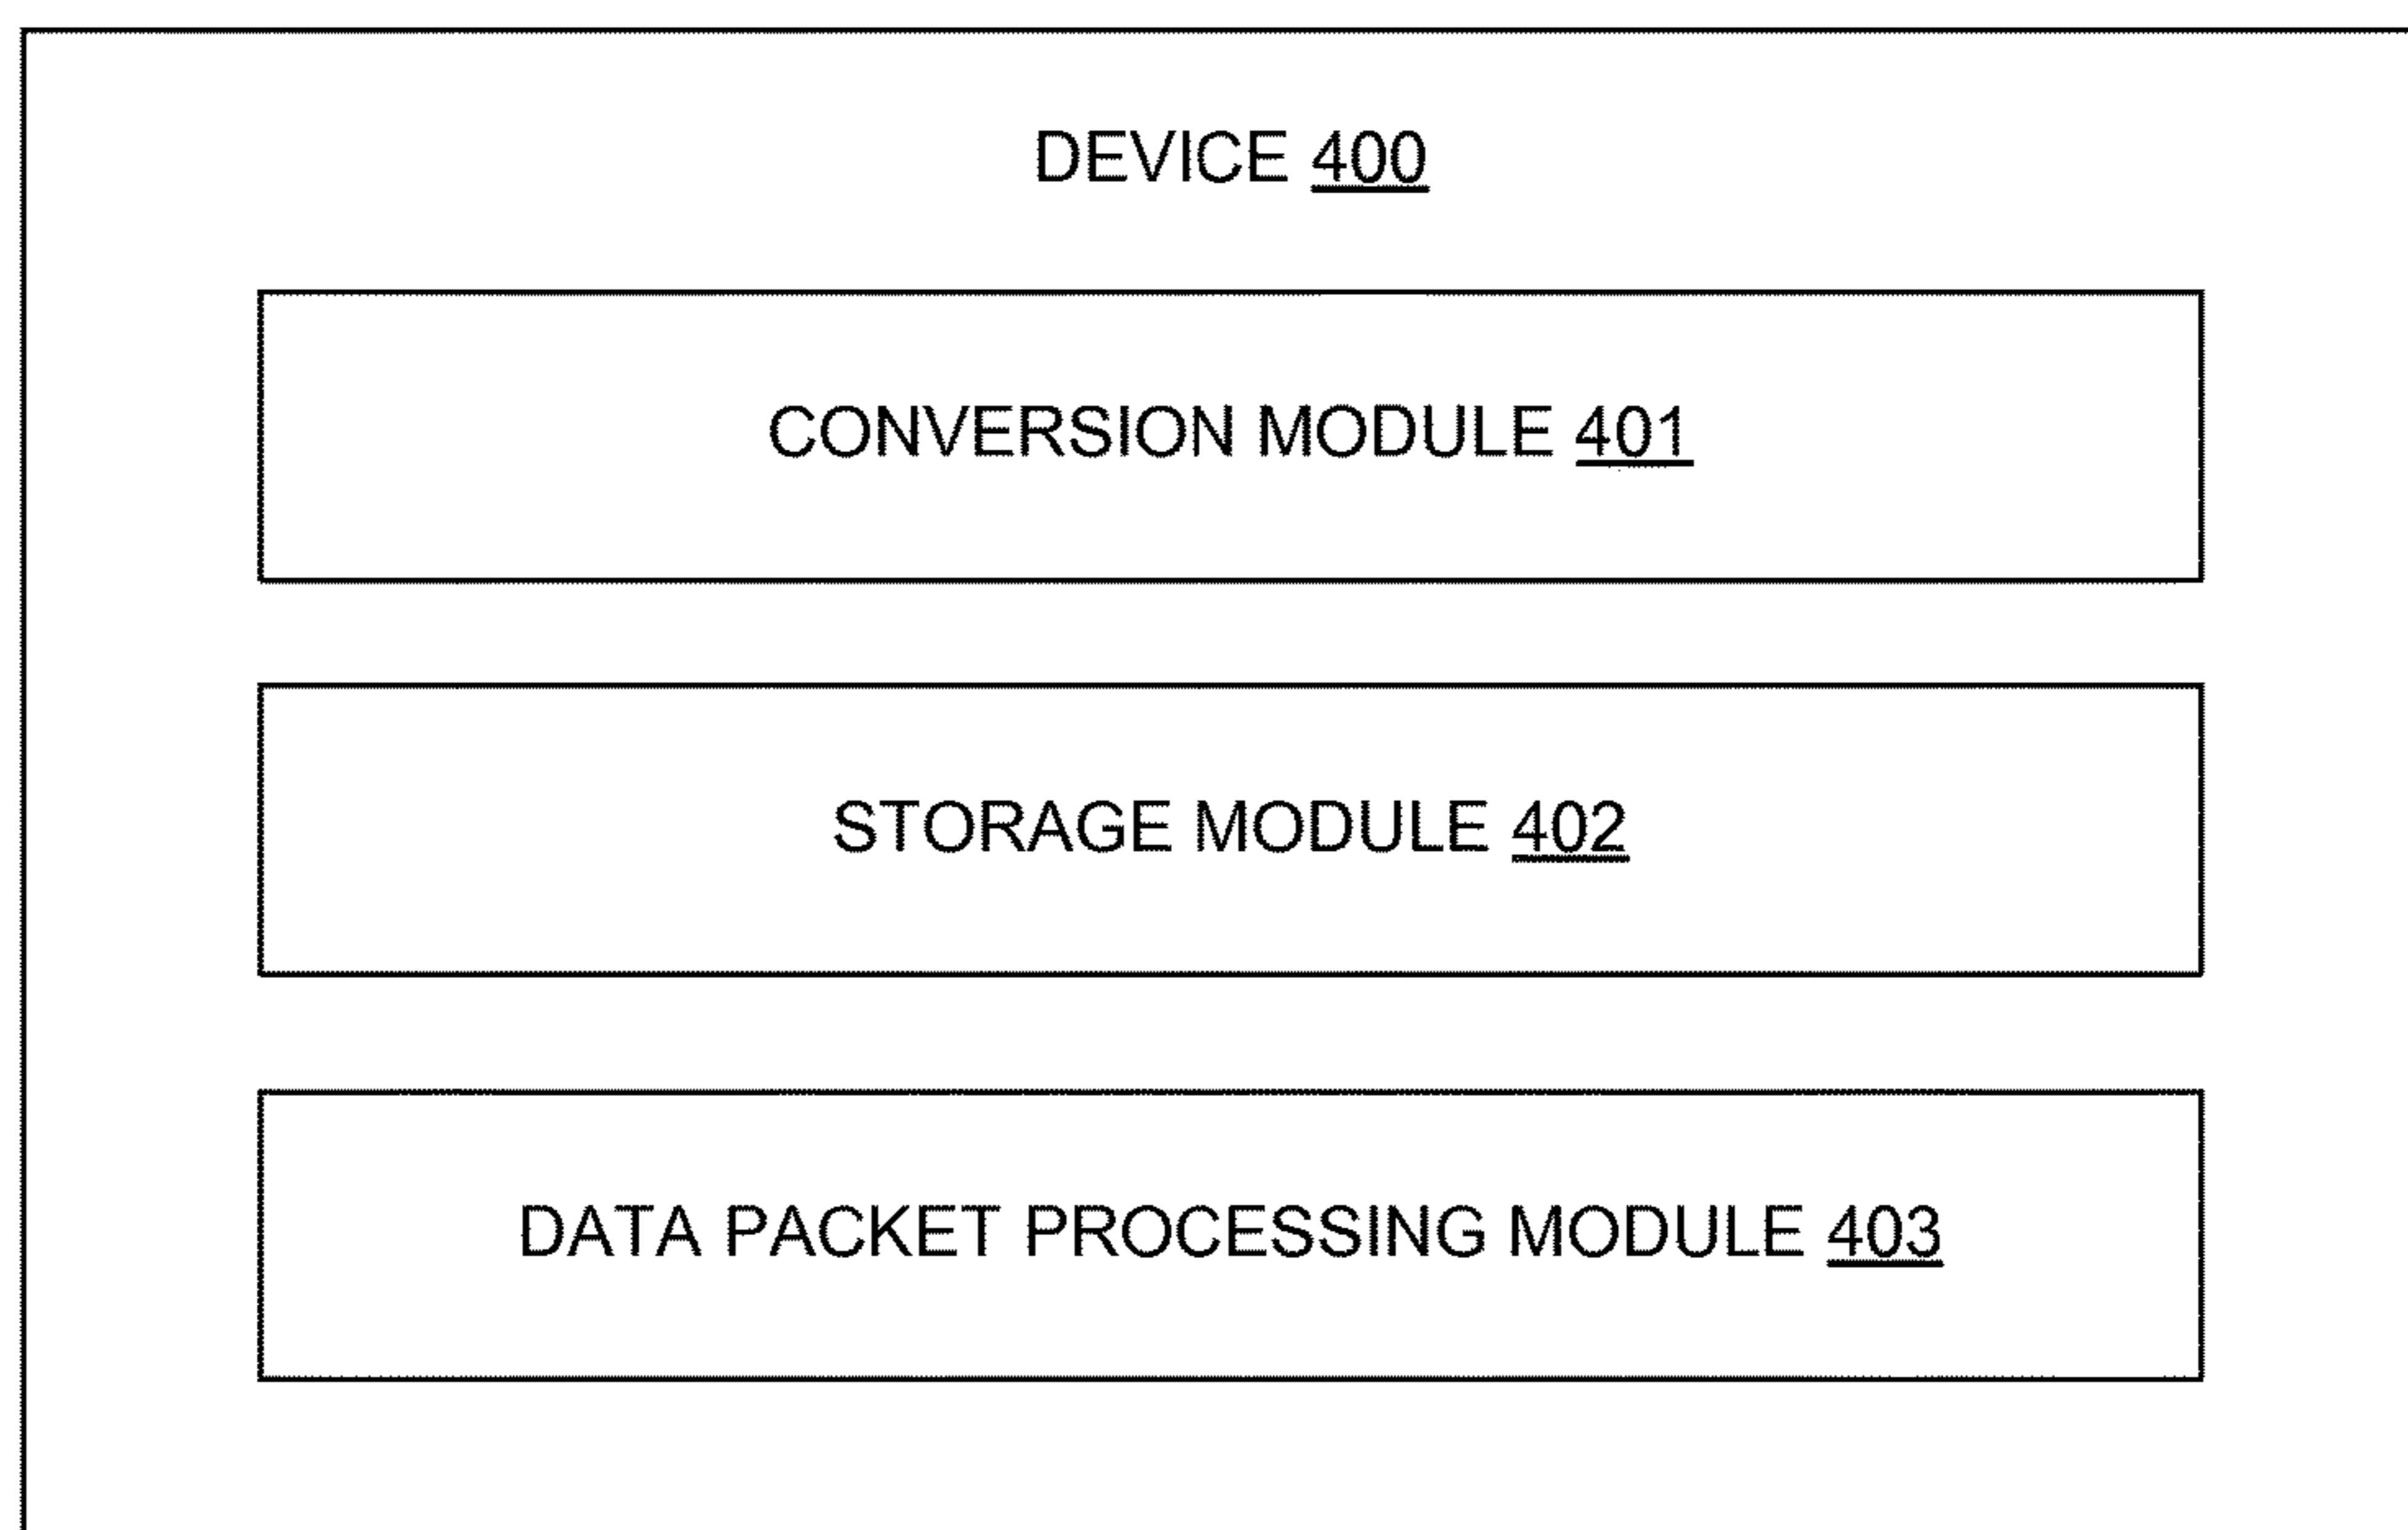 DEVICE 400
CONVERSION MODULE 401
STORAGE MODULE 402
DATA PACKET PROCESSING MODULE 403